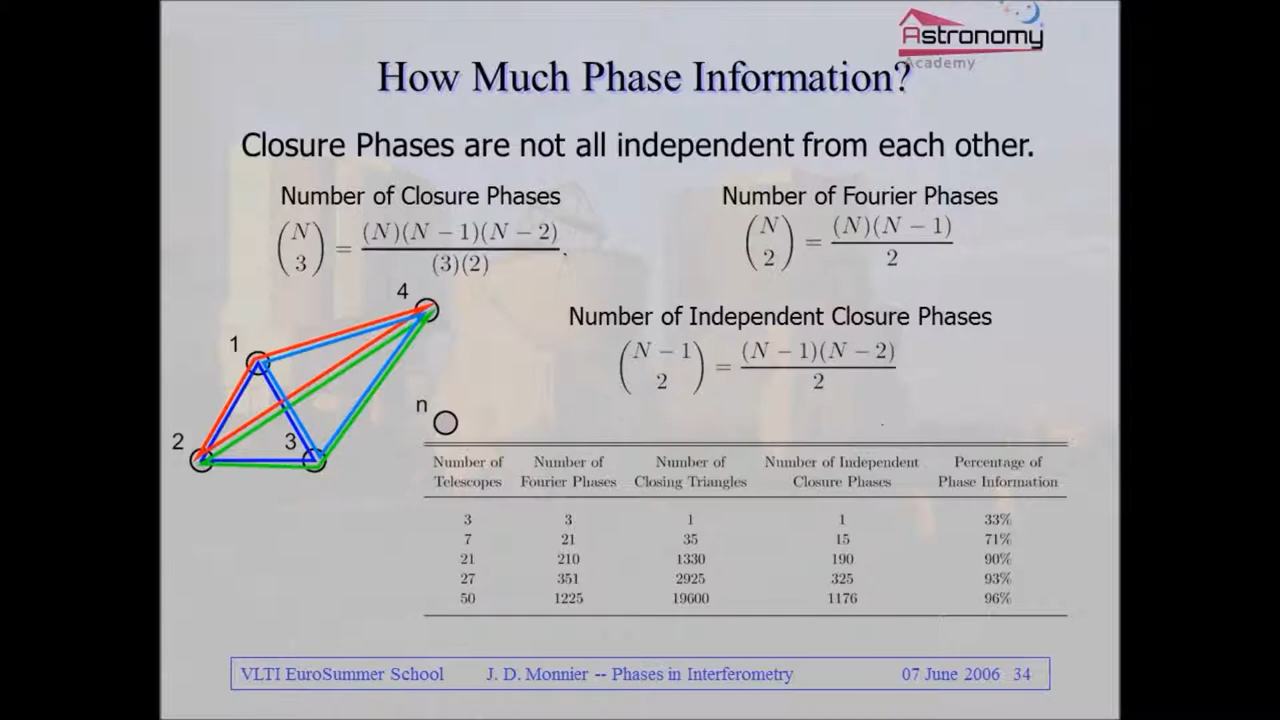 Astronomy
Academy
How Much Phase Information?
Closure Phases are not all independent from each other.
Number of Closure Phases
(N 3) = (N)(N − 1)(N − 2) / (3)(2) ,
Number of Fourier Phases
(N 2) = (N)(N − 1) / 2
Number of Independent Closure Phases
(N − 1 2) = (N − 1)(N − 2) / 2
4
1
2
3
n
Number of Telescopes | Number of Fourier Phases | Number of Closing Triangles | Number of Independent Closure Phases | Percentage of Phase Information
3 3 1 1 33%
7 21 35 15 71%
21 210 1330 190 90%
27 351 2925 325 93%
50 1225 19600 1176 96%
VLTI EuroSummer School J. D. Monnier -- Phases in Interferometry 07 June 2006 34